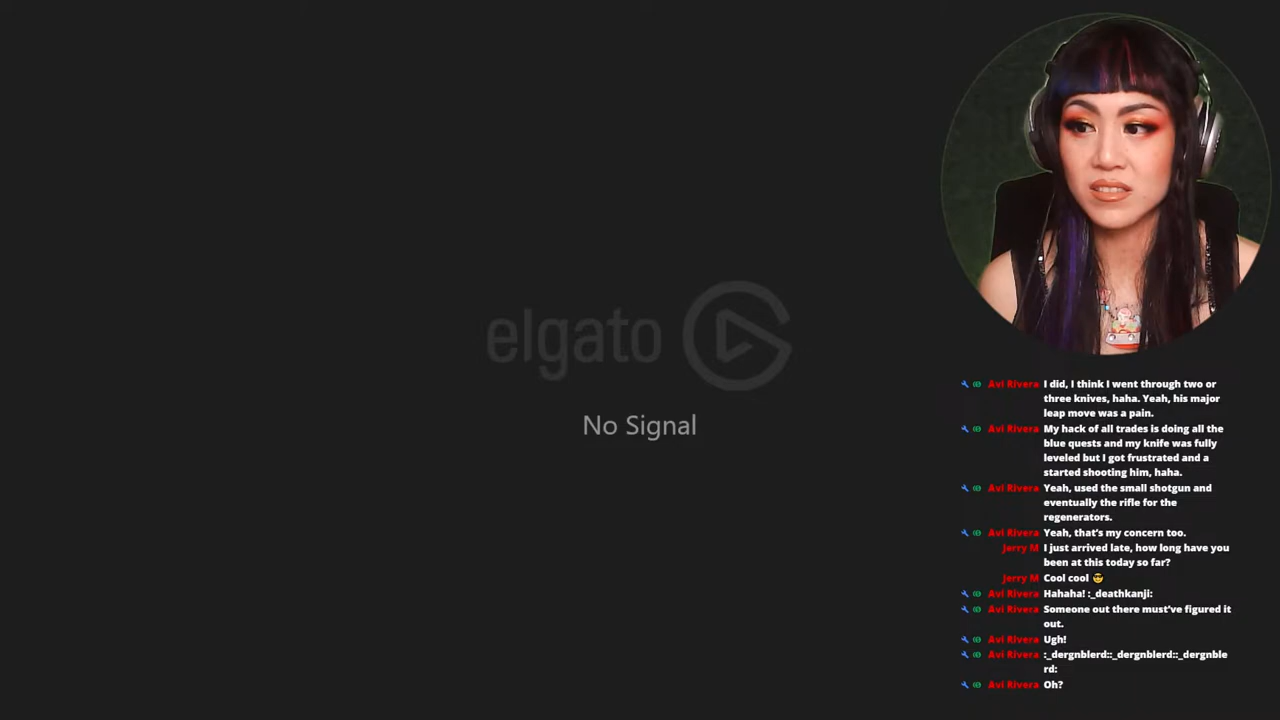 elgato
No Signal
Avi Rivera I did, I think I went through two or
three knives, haha. Yeah, his major
leap move was a pain.
Avi Rivera My hack of all trades is doing all the
blue quests and my knife was fully
leveled but I got frustrated and a
started shooting him, haha.
Avi Rivera Yeah, used the small shotgun and
eventually the rifle for the
regenerators.
Avi Rivera Yeah, that's my concern too.
Jerry M I just arrived late, how long have you
been at this today so far?
Jerry M Cool cool 😎
Avi Rivera Hahaha! :_deathkanji:
Avi Rivera Someone out there must've figured it
out.
Avi Rivera Ugh!
Avi Rivera :_dergnblerd::_dergnblerd::_dergnble
rd:
Avi Rivera Oh?